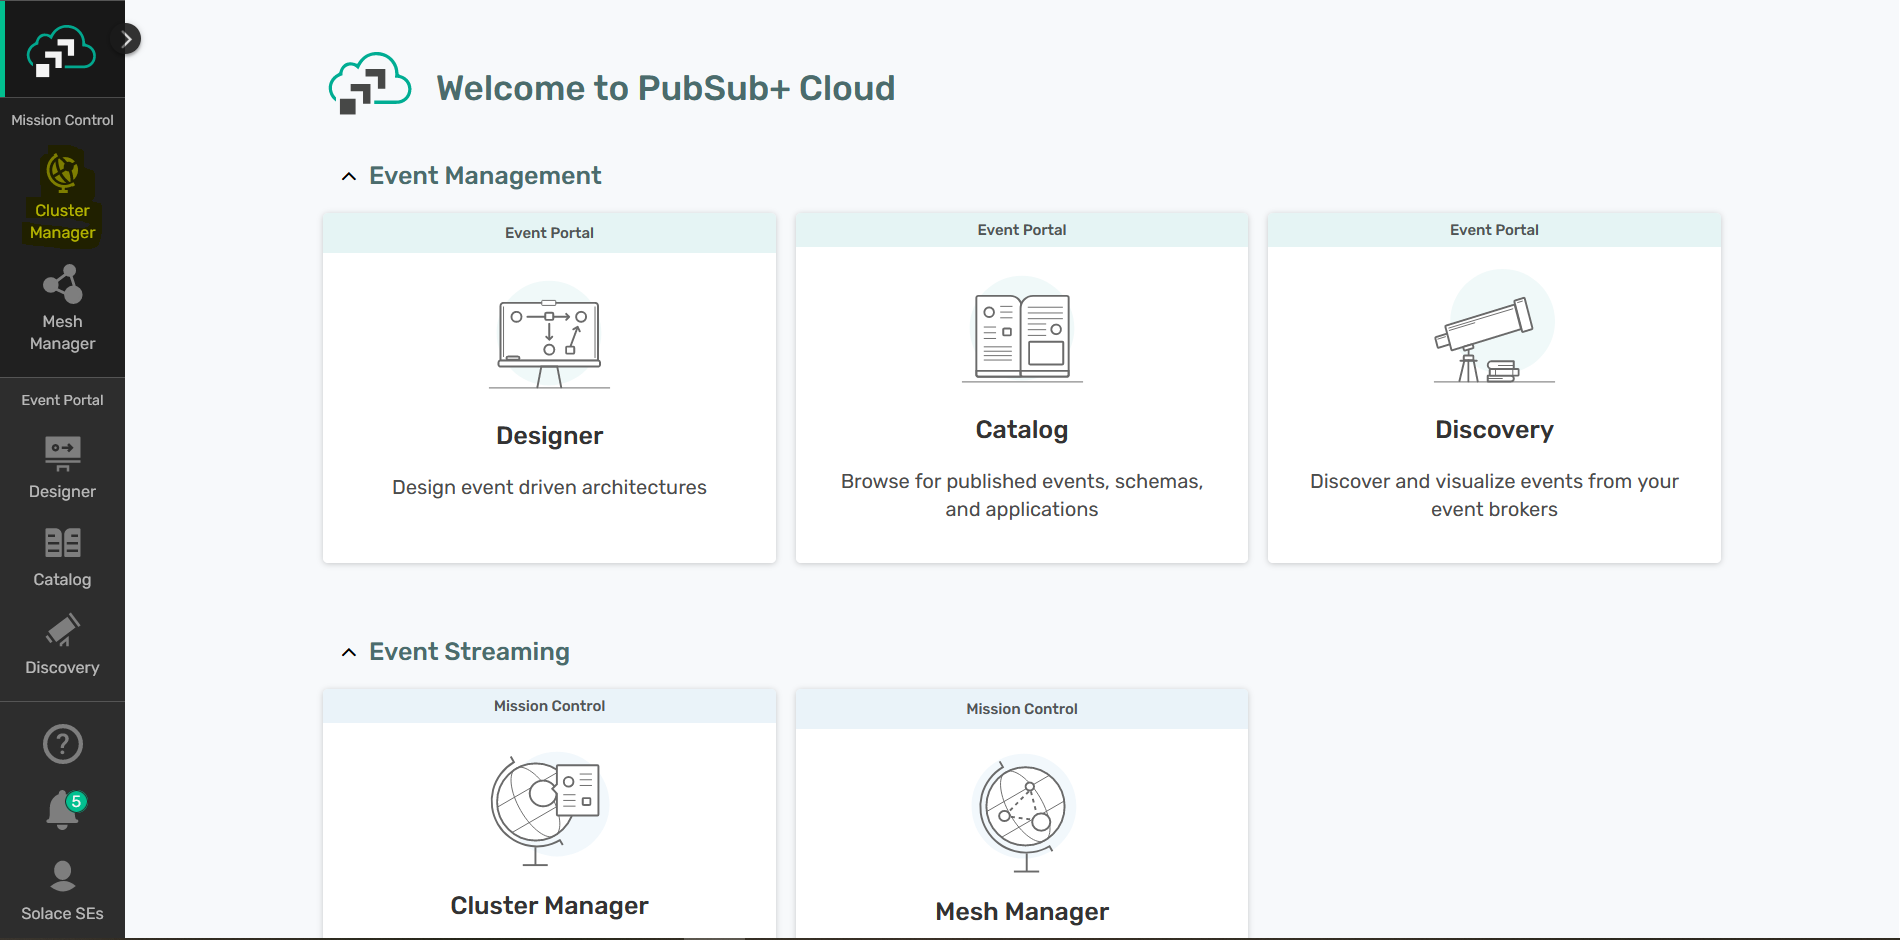 Mission Control
Cluster
Manager
Mesh
Manager
Event Portal
Designer
Catalog
Discovery
?
5
Solace SEs
Welcome to PubSub+ Cloud
Event Management
Event Portal
Designer
Design event driven architectures
Event Portal
Catalog
Browse for published events, schemas,
and applications
Event Portal
Discovery
Discover and visualize events from your
event brokers
Event Streaming
Mission Control
Cluster Manager
Mission Control
Mesh Manager